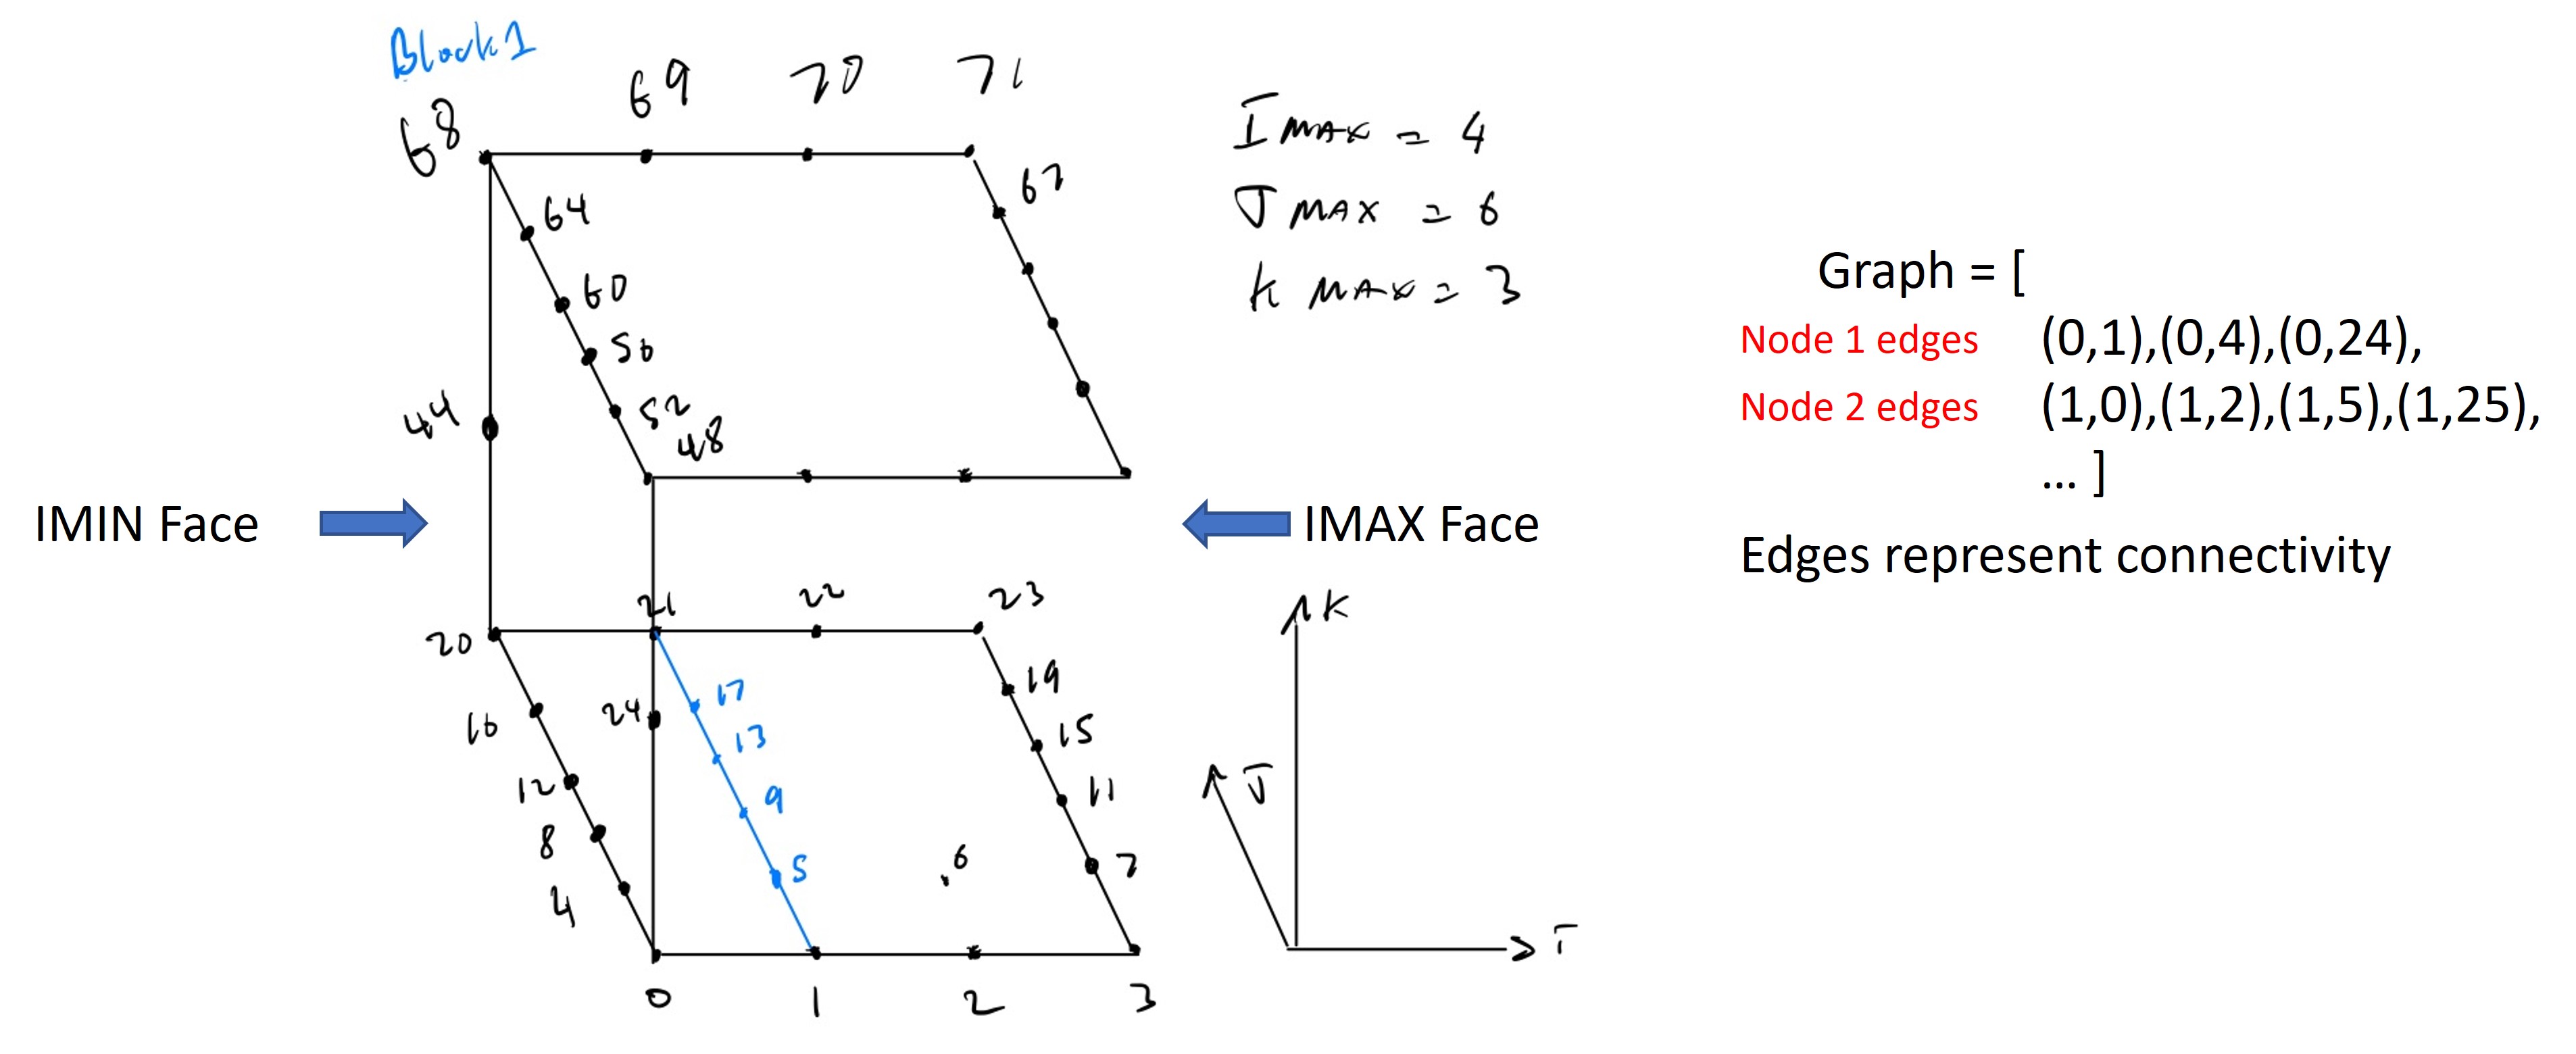 Block1
68 69 70 71
67
64
60
56
52
48
44
IMAX = 4
JMAX = 6
KMAX = 3
Graph = [
Node 1 edges (0,1),(0,4),(0,24),
Node 2 edges (1,0),(1,2),(1,5),(1,25),
... ]
Edges represent connectivity
IMIN Face
IMAX Face
20 21 22 23
24
16
12
8
4
17
13
9
5
6
19
15
11
7
0 1 2 3
K
J
I